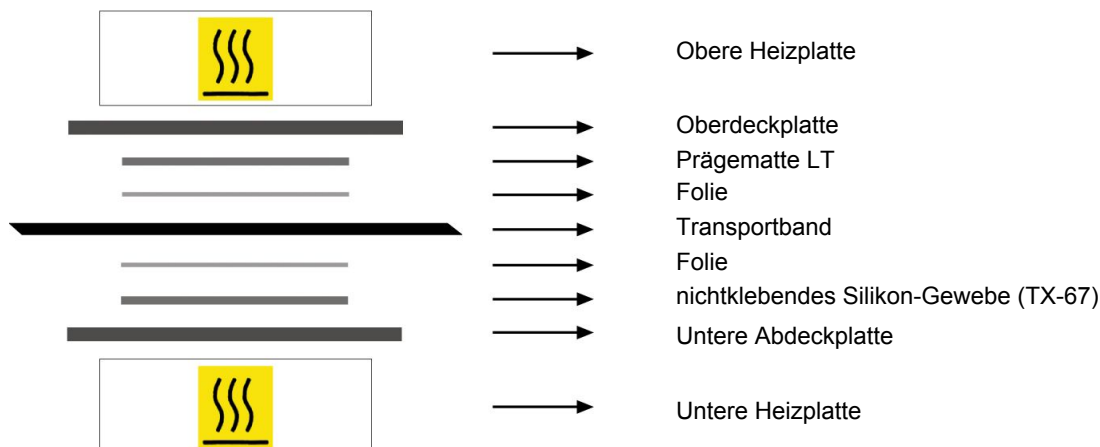 Obere Heizplatte
Oberdeckplatte
Prägematte LT
Folie
Transportband
Folie
nichtklebendes Silikon-Gewebe (TX-67)
Untere Abdeckplatte
Untere Heizplatte